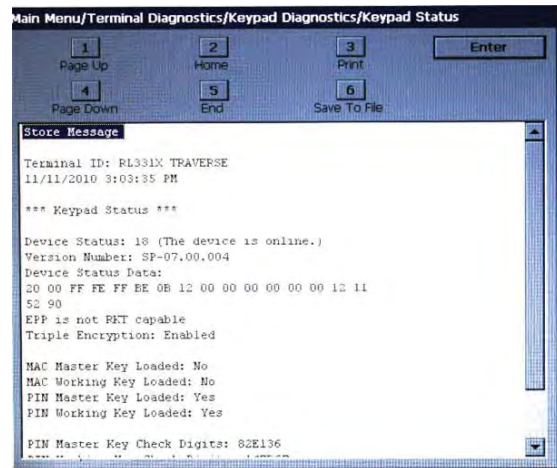 Main Menu/Terminal Diagnostics/Keypad Diagnostics/Keypad Status
1 2 3 Enter
Page Up Home Print
4 5 6
Page Down End Save To File
Store Message
Terminal ID: RL331X TRAVERSE
11/11/2010 3:03:35 PM
*** Keypad Status ***
Device Status: 18 (The device is online.)
Version Number: SP-07.00.004
Device Status Data:
20 00 FF FE FF BE 0B 12 00 00 00 00 00 00 12 11
52 90
EPP is not RKT capable
Triple Encryption: Enabled
MAC Master Key Loaded: No
MAC Working Key Loaded: No
PIN Master Key Loaded: Yes
PIN Working Key Loaded: Yes
PIN Master Key Check Digits: 82E136